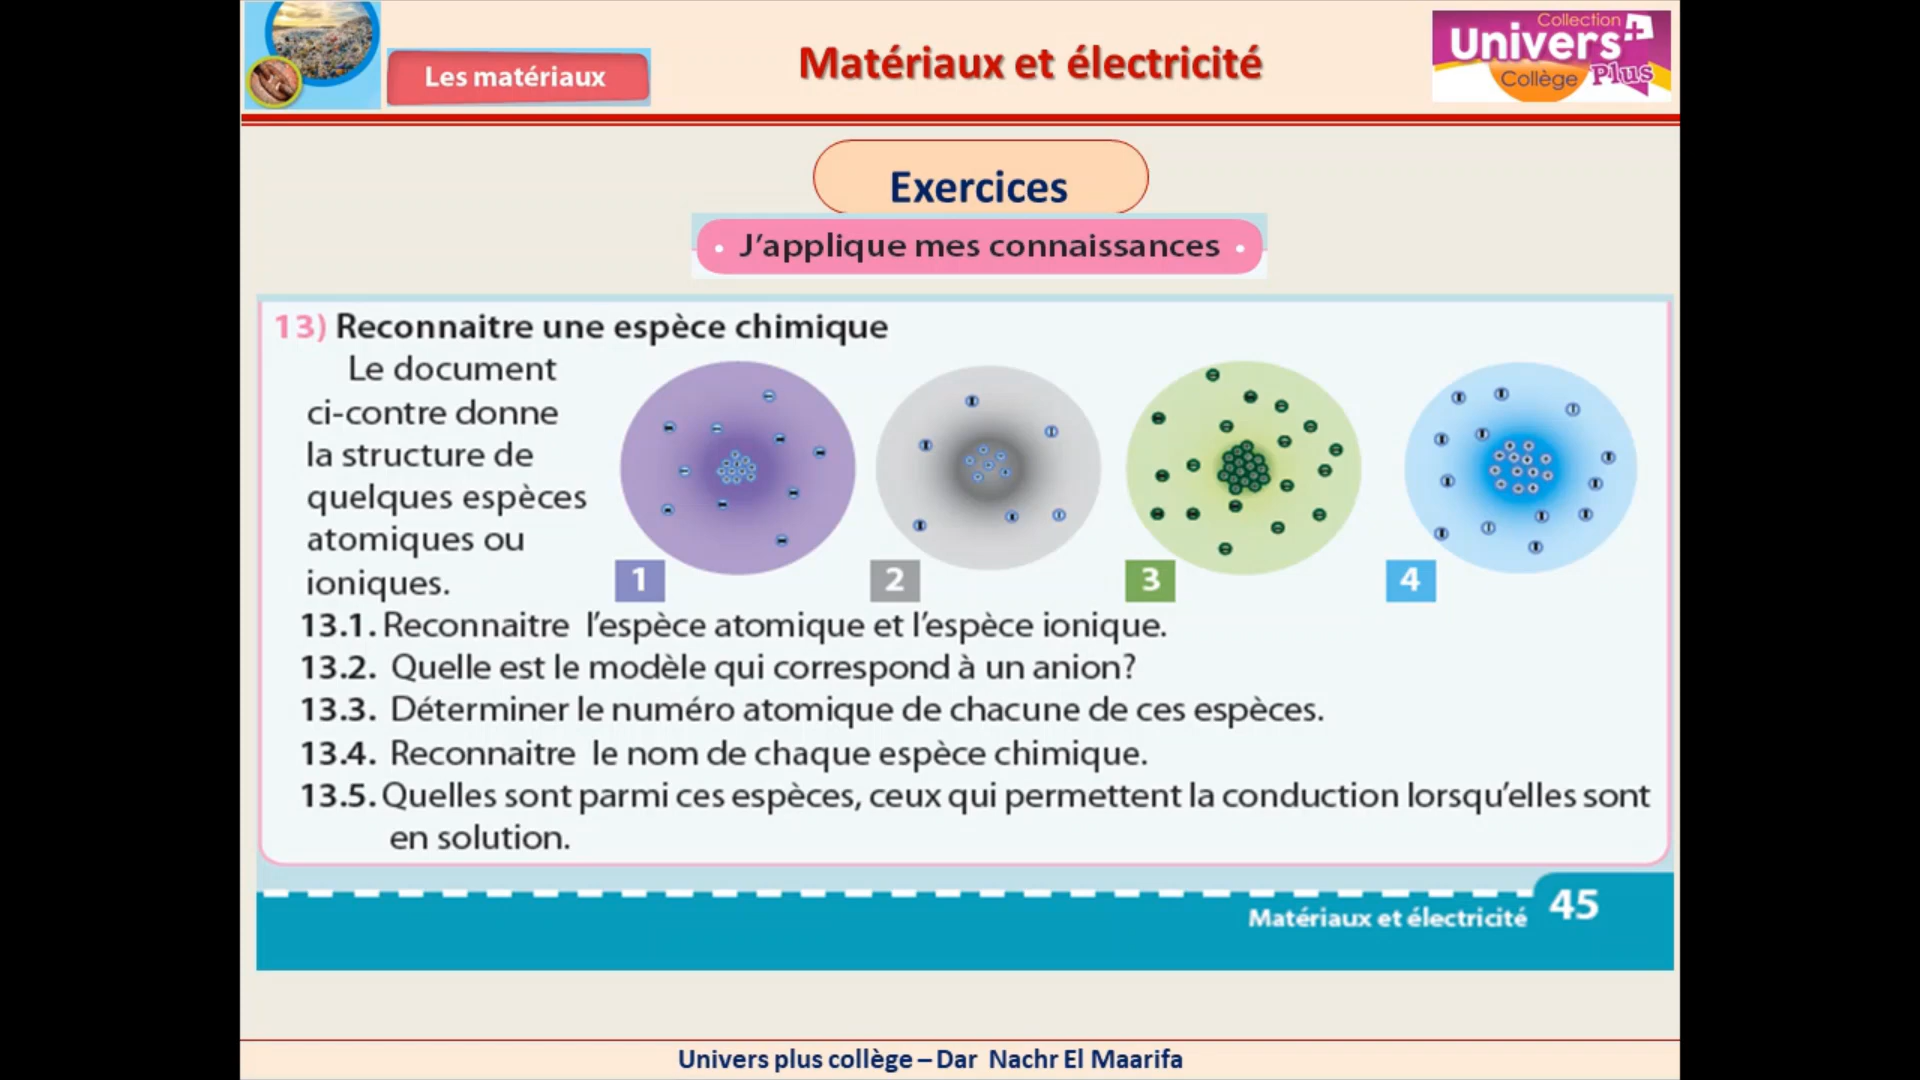 Les matériaux
Matériaux et électricité
Collection
Univers+
Collège Plus
Exercices
• J'applique mes connaissances •
13) Reconnaitre une espèce chimique
Le document
ci-contre donne
la structure de
quelques espèces
atomiques ou
ioniques.
1
2
3
4
13.1. Reconnaitre l'espèce atomique et l'espèce ionique.
13.2. Quelle est le modèle qui correspond à un anion?
13.3. Déterminer le numéro atomique de chacune de ces espèces.
13.4. Reconnaitre le nom de chaque espèce chimique.
13.5. Quelles sont parmi ces espèces, ceux qui permettent la conduction lorsqu'elles sont
en solution.
Matériaux et électricité 45
Univers plus collège – Dar Nachr El Maarifa